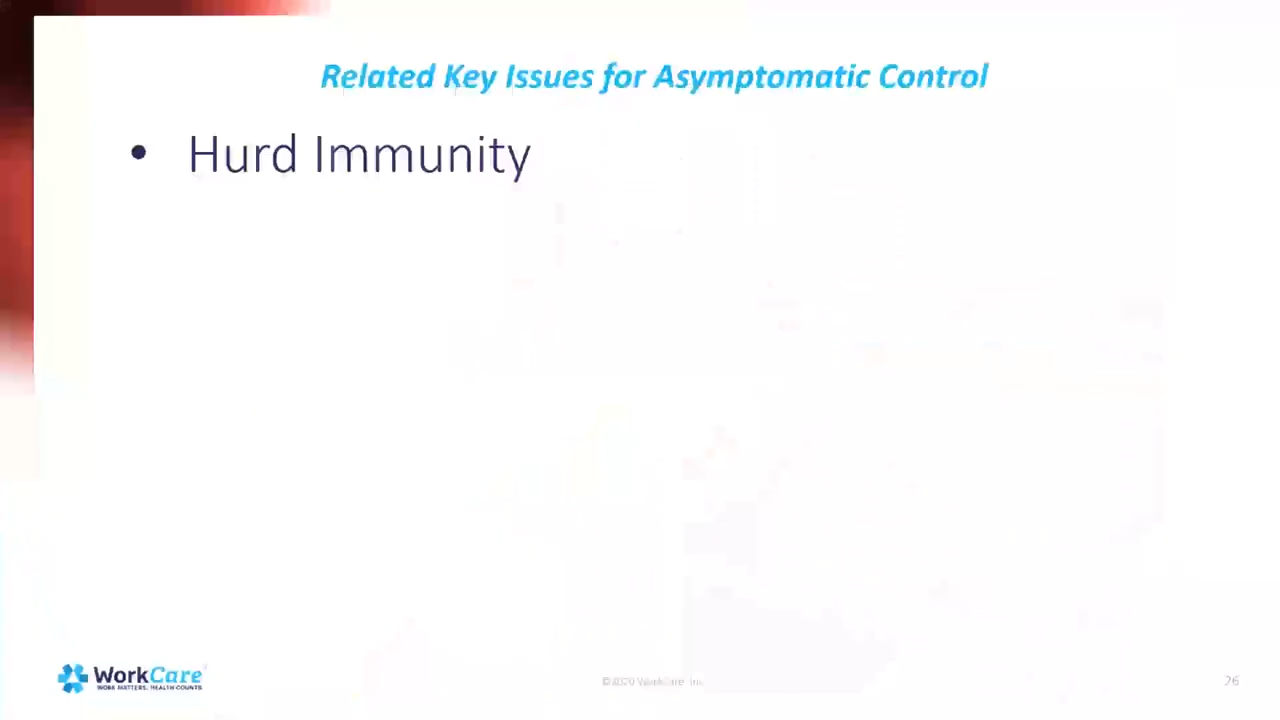 Related Key Issues for Asymptomatic Control
• Hurd Immunity
WorkCare
WORK MATTERS. HEALTH COUNTS
©2020 WorkCare, Inc.
26